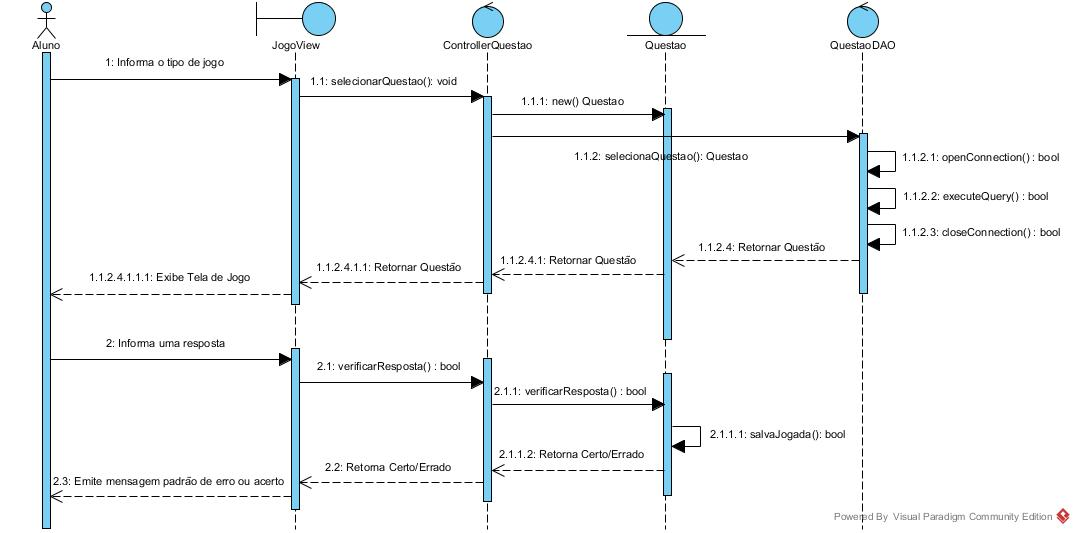 Aluno
JogoView
ControllerQuestao
Questao
QuestaoDAO
1: Informa o tipo de jogo
1.1: selecionarQuestao(): void
1.1.1: new() Questao
1.1.2: selecionaQuestao(): Questao
1.1.2.1: openConnection() : bool
1.1.2.2: executeQuery() : bool
1.1.2.3: closeConnection() : bool
1.1.2.4: Retornar Questão
1.1.2.4.1: Retornar Questão
1.1.2.4.1.1: Retornar Questão
1.1.2.4.1.1.1: Exibe Tela de Jogo
2: Informa uma resposta
2.1: verificarResposta() : bool
2.1.1: verificarResposta() : bool
2.1.1.1: salvaJogada(): bool
2.1.1.2: Retorna Certo/Errado
2.2: Retorna Certo/Errado
2.3: Emite mensagem padrão de erro ou acerto
Powered By Visual Paradigm Community Edition